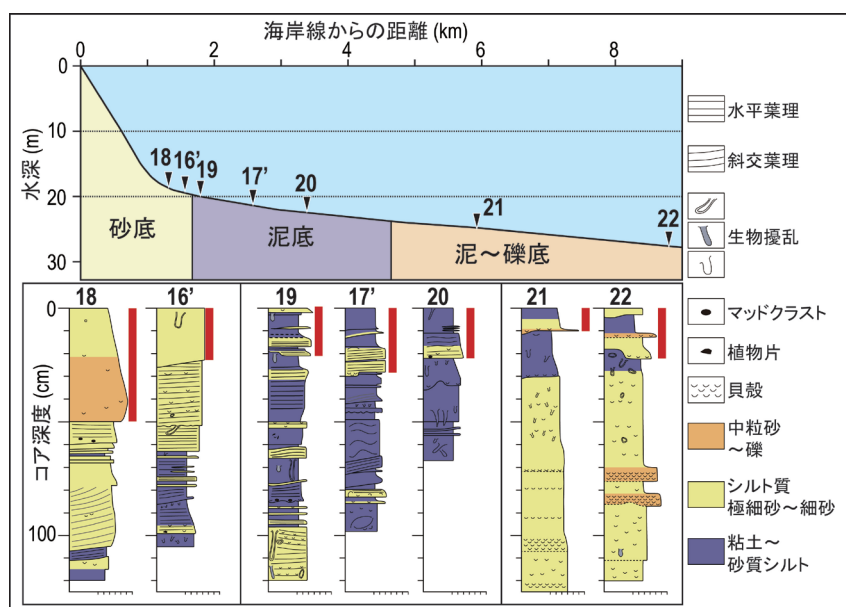 海岸線からの距離 (km)
0 2 4 6 8
水深 (m)
0
10
20
30
18 16’ 19 17’ 20 21 22
砂底 泥底 泥～礫底
水平葉理
斜交葉理
生物擾乱
マッドクラスト
植物片
貝殻
中粒砂
～礫
シルト質
極細砂～細砂
粘土～
砂質シルト
コア深度 (cm)
0
100
18 16’ 19 17’ 20 21 22